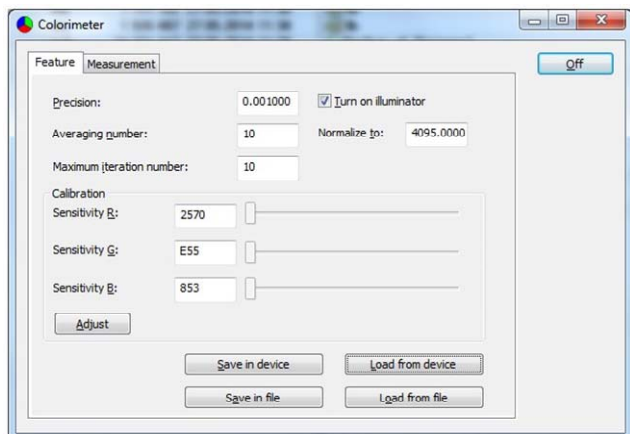 Colorimeter
Feature Measurement
Off
Precision: 0.001000 Turn on illuminator
Averaging number: 10 Normalize to: 4095.0000
Maximum iteration number: 10
Calibration
Sensitivity R: 2570
Sensitivity G: E55
Sensitivity B: 853
Adjust
Save in device Load from device
Save in file Load from file